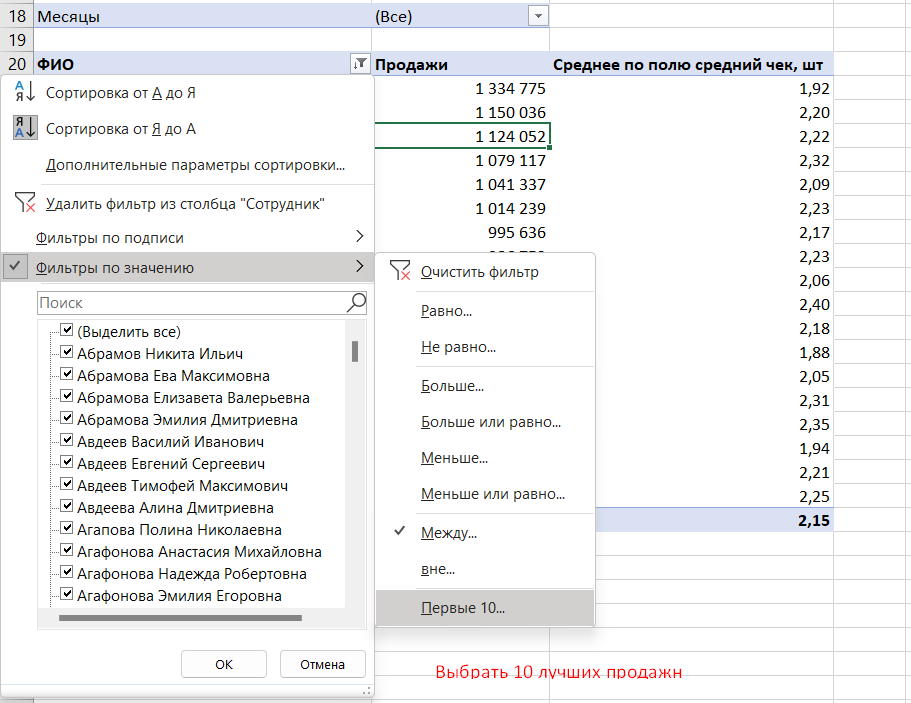 18 Месяцы (Все)
19
20 ФИО Продажи Среднее по полю средний чек, шт
Сортировка от А до Я 1 334 775 1,92
1 150 036 2,20
Сортировка от Я до А 1 124 052 2,22
Дополнительные параметры сортировки... 1 079 117 2,32
1 041 337 2,09
Удалить фильтр из столбца "Сотрудник" 1 014 239 2,23
Фильтры по подписи 995 636 2,17
2,23
Фильтры по значению
Очистить фильтр 2,06
Поиск
Равно... 2,40
(Выделить все) 2,18
Абрамов Никита Ильич
Не равно... 1,88
Абрамова Ева Максимовна 2,05
Больше...
Абрамова Елизавета Валерьевна 2,31
Абрамова Эмилия Дмитриевна
Больше или равно... 2,35
Авдеев Василий Иванович 1,94
Меньше...
Авдеев Евгений Сергеевич 2,21
Авдеев Тимофей Максимович
Меньше или равно... 2,25
Авдеева Алина Дмитриевна
Агапова Полина Николаевна 2,15
Между...
Агафонова Анастасия Михайловна
вне...
Агафонова Надежда Робертовна
Агафонова Эмилия Егоровна
Первые 10...
OK Отмена
Выбрать 10 лучших продажн